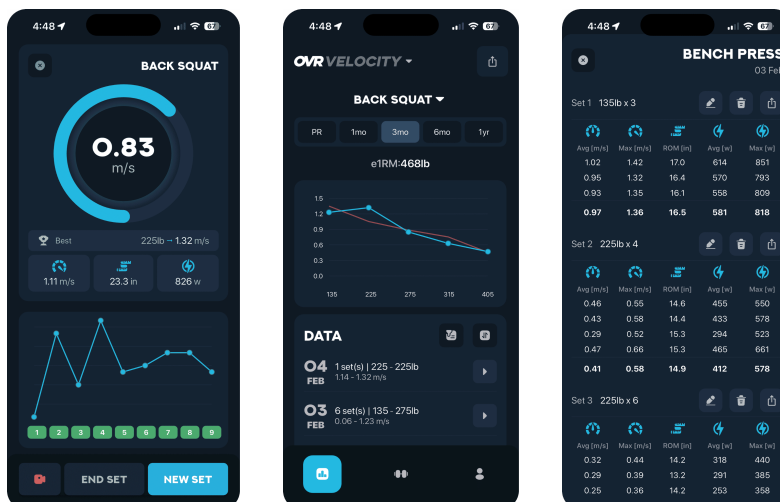 4:48
67
BACK SQUAT
0.83
m/s
Best 225lb → 1.32 m/s
1.11 m/s 23.3 in 826 w
1 2 3 4 5 6 7 8 9
END SET NEW SET
4:48
67
OVR VELOCITY
BACK SQUAT
PR 1mo 3mo 6mo 1yr
e1RM:468lb
1.5
1.2
0.9
0.6
0.3
0.0
135 225 275 315 405
DATA
04 FEB
1 set(s) | 225 - 225lb
1.14 - 1.32 m/s
03 FEB
6 set(s) | 135 - 275lb
0.06 - 1.23 m/s
4:48
67
BENCH PRESS
03 Feb
Set 1 135lb x 3
Avg [m/s] Max [m/s] ROM [in] Avg [w] Max [w]
1.02 1.42 17.0 614 851
0.95 1.32 16.4 570 793
0.93 1.35 16.1 558 809
0.97 1.36 16.5 581 818
Set 2 225lb x 4
Avg [m/s] Max [m/s] ROM [in] Avg [w] Max [w]
0.46 0.55 14.6 455 550
0.43 0.58 14.4 433 578
0.29 0.52 15.3 294 523
0.47 0.66 15.3 465 661
0.41 0.58 14.9 412 578
Set 3 225lb x 6
Avg [m/s] Max [m/s] ROM [in] Avg [w] Max [w]
0.32 0.44 14.2 318 440
0.29 0.39 13.2 291 385
0.25 0.36 14.2 253 358